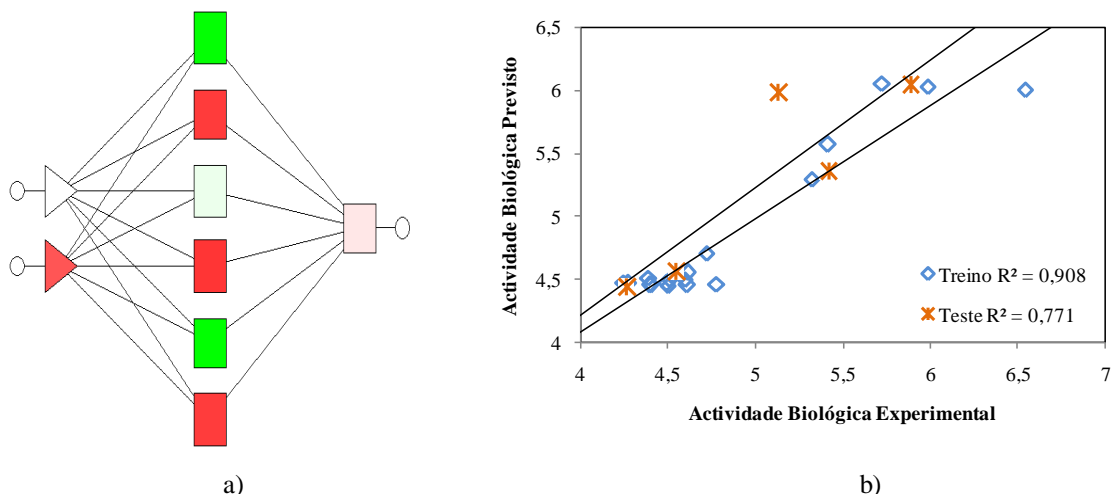 6,5
6
5,5
5
4,5
4
Actividade Biológica Previsto
Treino R² = 0,908
Teste R² = 0,771
4 4,5 5 5,5 6 6,5 7
Actividade Biológica Experimental
a) b)